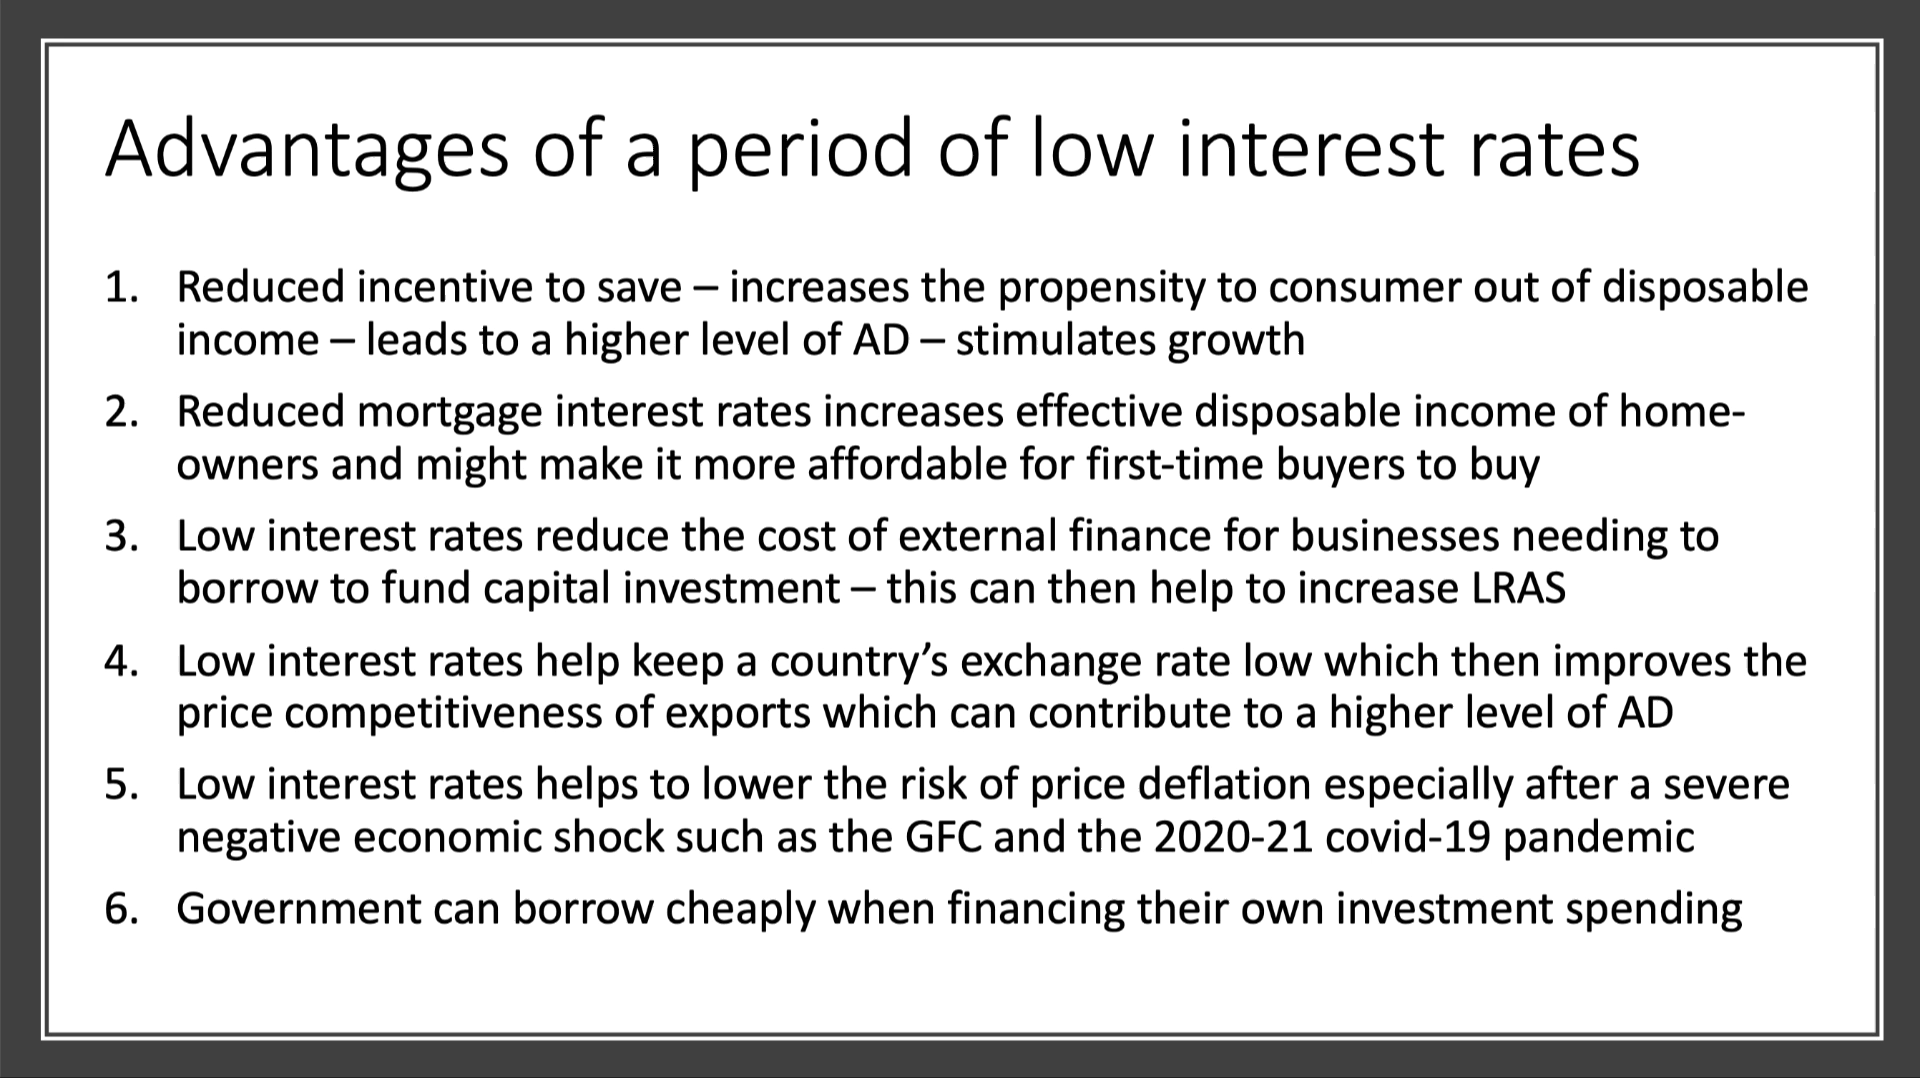 Advantages of a period of low interest rates
1. Reduced incentive to save – increases the propensity to consumer out of disposable
income – leads to a higher level of AD – stimulates growth
2. Reduced mortgage interest rates increases effective disposable income of home-
owners and might make it more affordable for first-time buyers to buy
3. Low interest rates reduce the cost of external finance for businesses needing to
borrow to fund capital investment – this can then help to increase LRAS
4. Low interest rates help keep a country’s exchange rate low which then improves the
price competitiveness of exports which can contribute to a higher level of AD
5. Low interest rates helps to lower the risk of price deflation especially after a severe
negative economic shock such as the GFC and the 2020-21 covid-19 pandemic
6. Government can borrow cheaply when financing their own investment spending